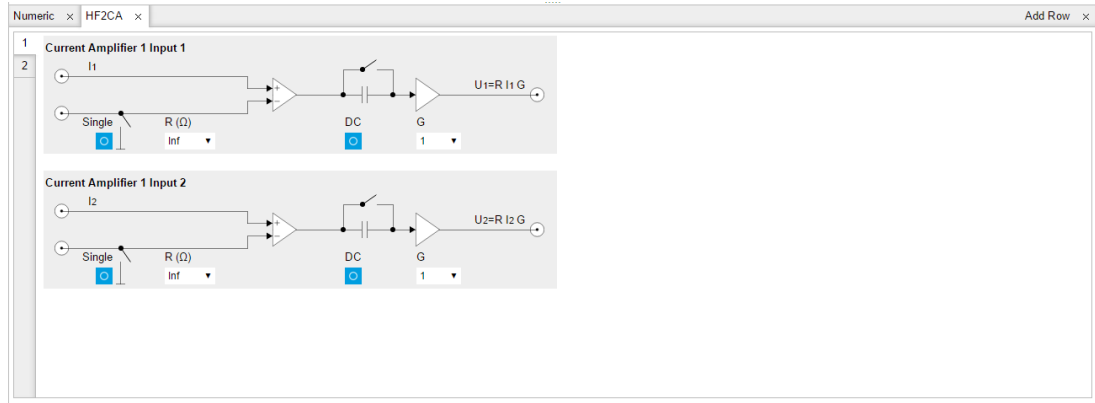 Numeric × HF2CA × Add Row ×
1
2
Current Amplifier 1 Input 1
I1
U1=R I1 G
Single R (Ω) DC G
Inf 1
Current Amplifier 1 Input 2
I2
U2=R I2 G
Single R (Ω) DC G
Inf 1